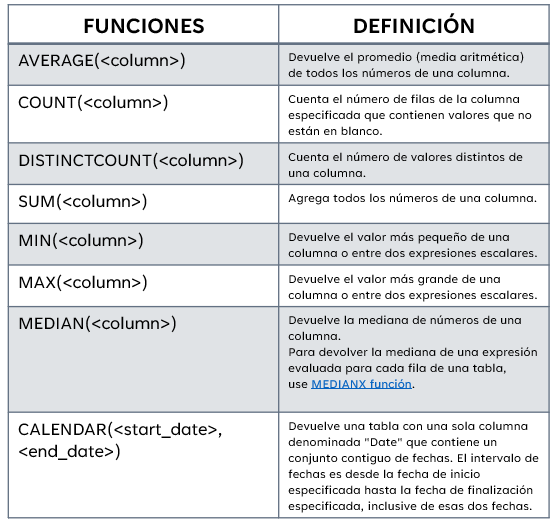 FUNCIONES
DEFINICIÓN
AVERAGE(<column>)
Devuelve el promedio (media aritmética)
de todos los números de una columna.
COUNT(<column>)
Cuenta el número de filas de la columna
especificada que contienen valores que no
están en blanco.
DISTINCTCOUNT(<column>)
Cuenta el número de valores distintos de
una columna.
SUM(<column>)
Agrega todos los números de una columna.
MIN(<column>)
Devuelve el valor más pequeño de una
columna o entre dos expresiones escalares.
MAX(<column>)
Devuelve el valor más grande de una
columna o entre dos expresiones escalares.
MEDIAN(<column>)
Devuelve la mediana de números de una
columna.
Para devolver la mediana de una expresión
evaluada para cada fila de una tabla,
use MEDIANX función.
CALENDAR(<start_date>,
<end_date>)
Devuelve una tabla con una sola columna
denominada "Date" que contiene un
conjunto contiguo de fechas. El intervalo de
fechas es desde la fecha de inicio
especificada hasta la fecha de finalización
especificada, inclusive de esas dos fechas.